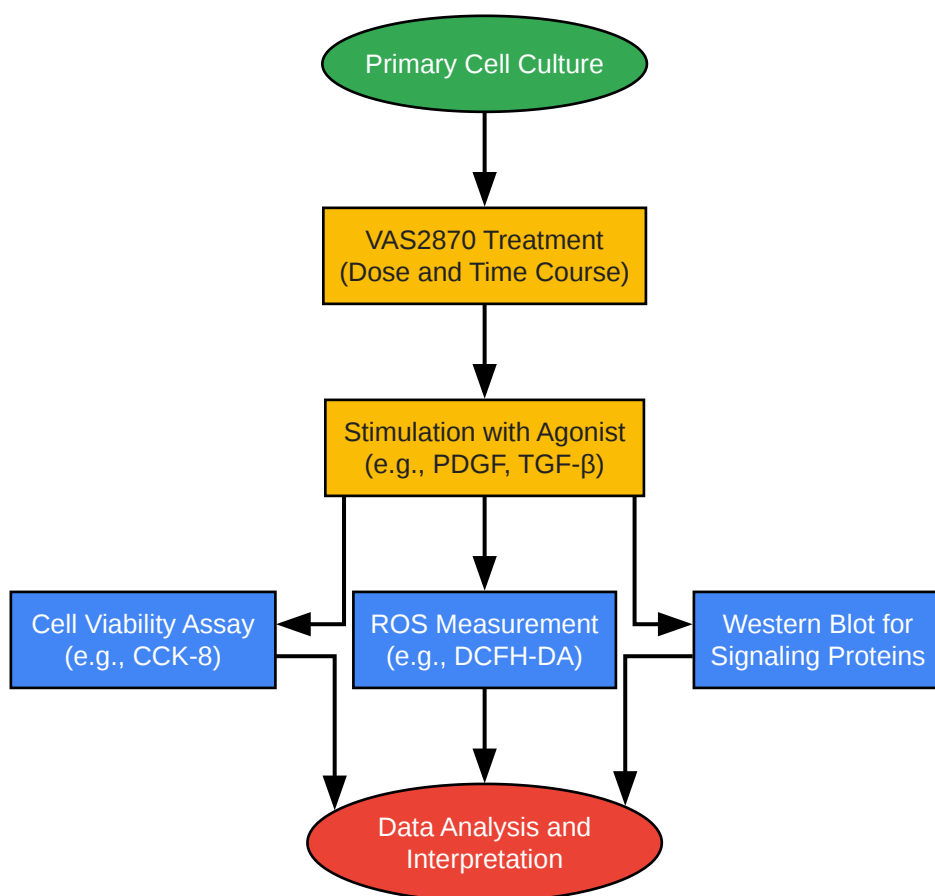 Primary Cell Culture
VAS2870 Treatment
(Dose and Time Course)
Stimulation with Agonist
(e.g., PDGF, TGF-β)
Cell Viability Assay
(e.g., CCK-8)
ROS Measurement
(e.g., DCFH-DA)
Western Blot for
Signaling Proteins
Data Analysis and
Interpretation